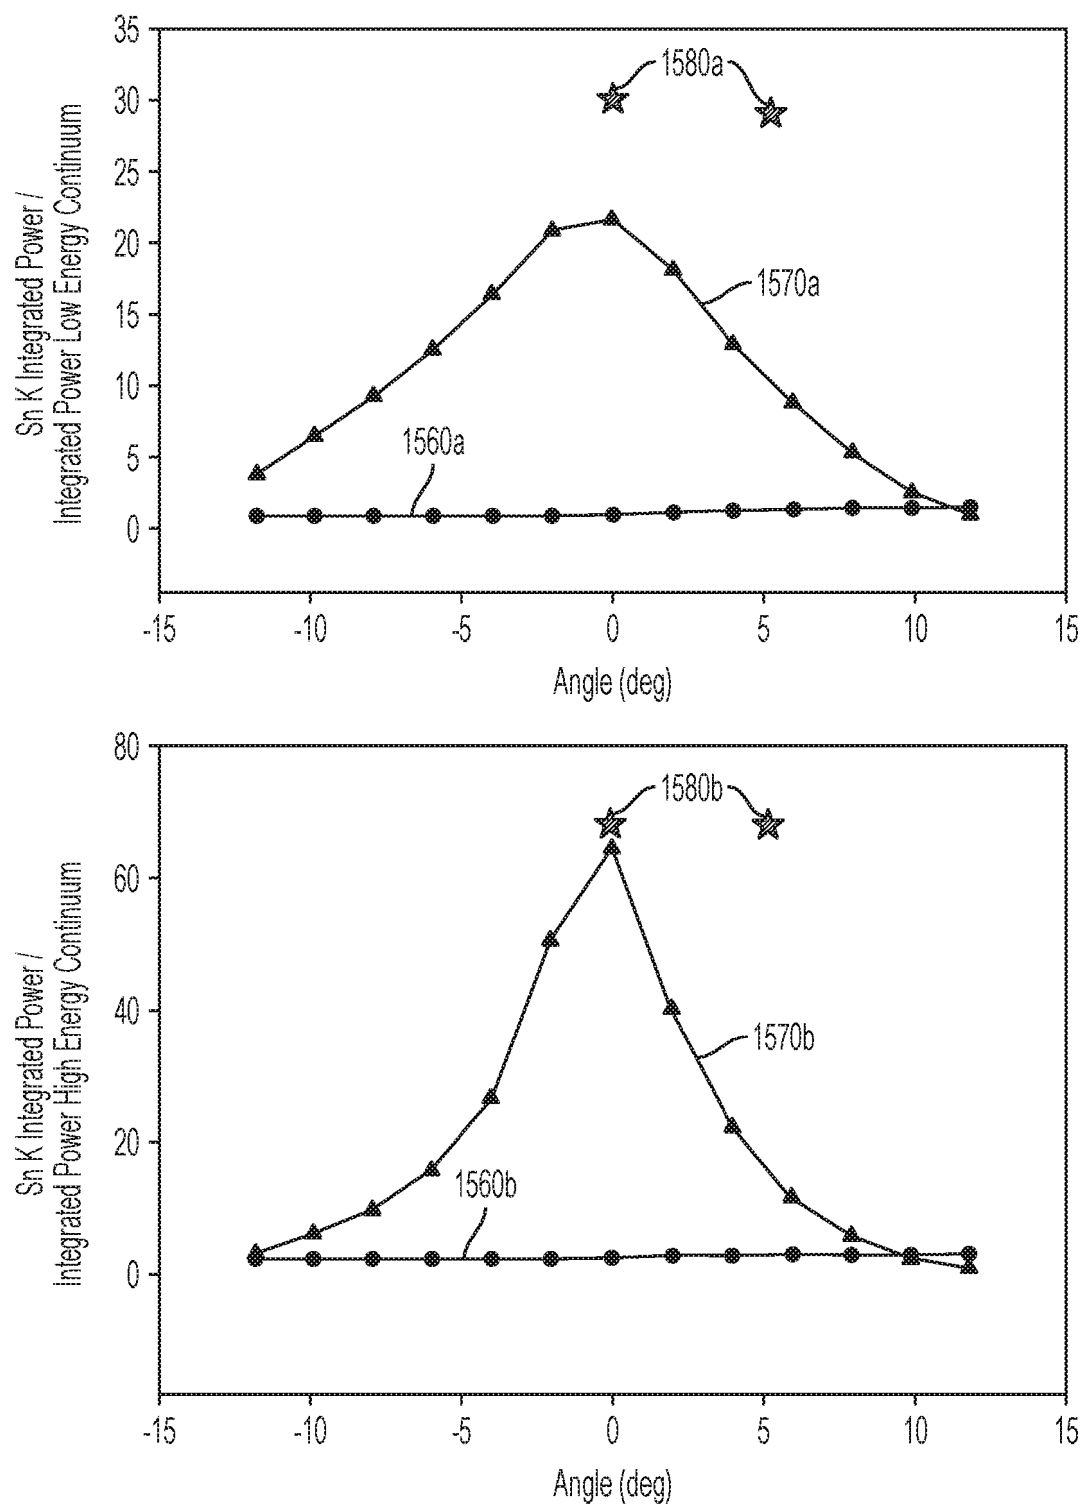 35
30
25
20
15
10
5
0
Sn K Integrated Power /
Integrated Power Low Energy Continuum
1580a
1570a
1560a
-15
-10
-5
0
5
10
15
Angle (deg)
80
60
40
20
0
Sn K Integrated Power /
Integrated Power High Energy Continuum
1580b
1570b
1560b
-15
-10
-5
0
5
10
15
Angle (deg)